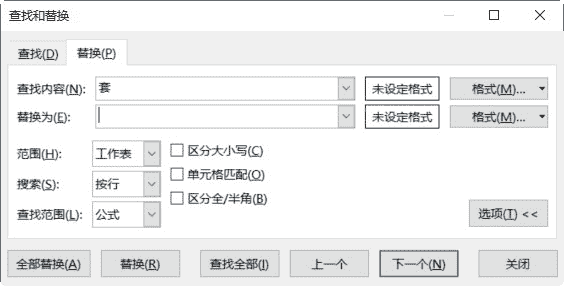 查找和替换
查找(D) 替换(P)
查找内容(N): 套 未设定格式 格式(M)...
替换为(E): 未设定格式 格式(M)...
范围(H): 工作表 区分大小写(C)
搜索(S): 按行 单元格匹配(O)
查找范围(L): 公式 区分全/半角(B)
选项(T) <<
全部替换(A) 替换(R) 查找全部(I) 上一个 下一个(N) 关闭